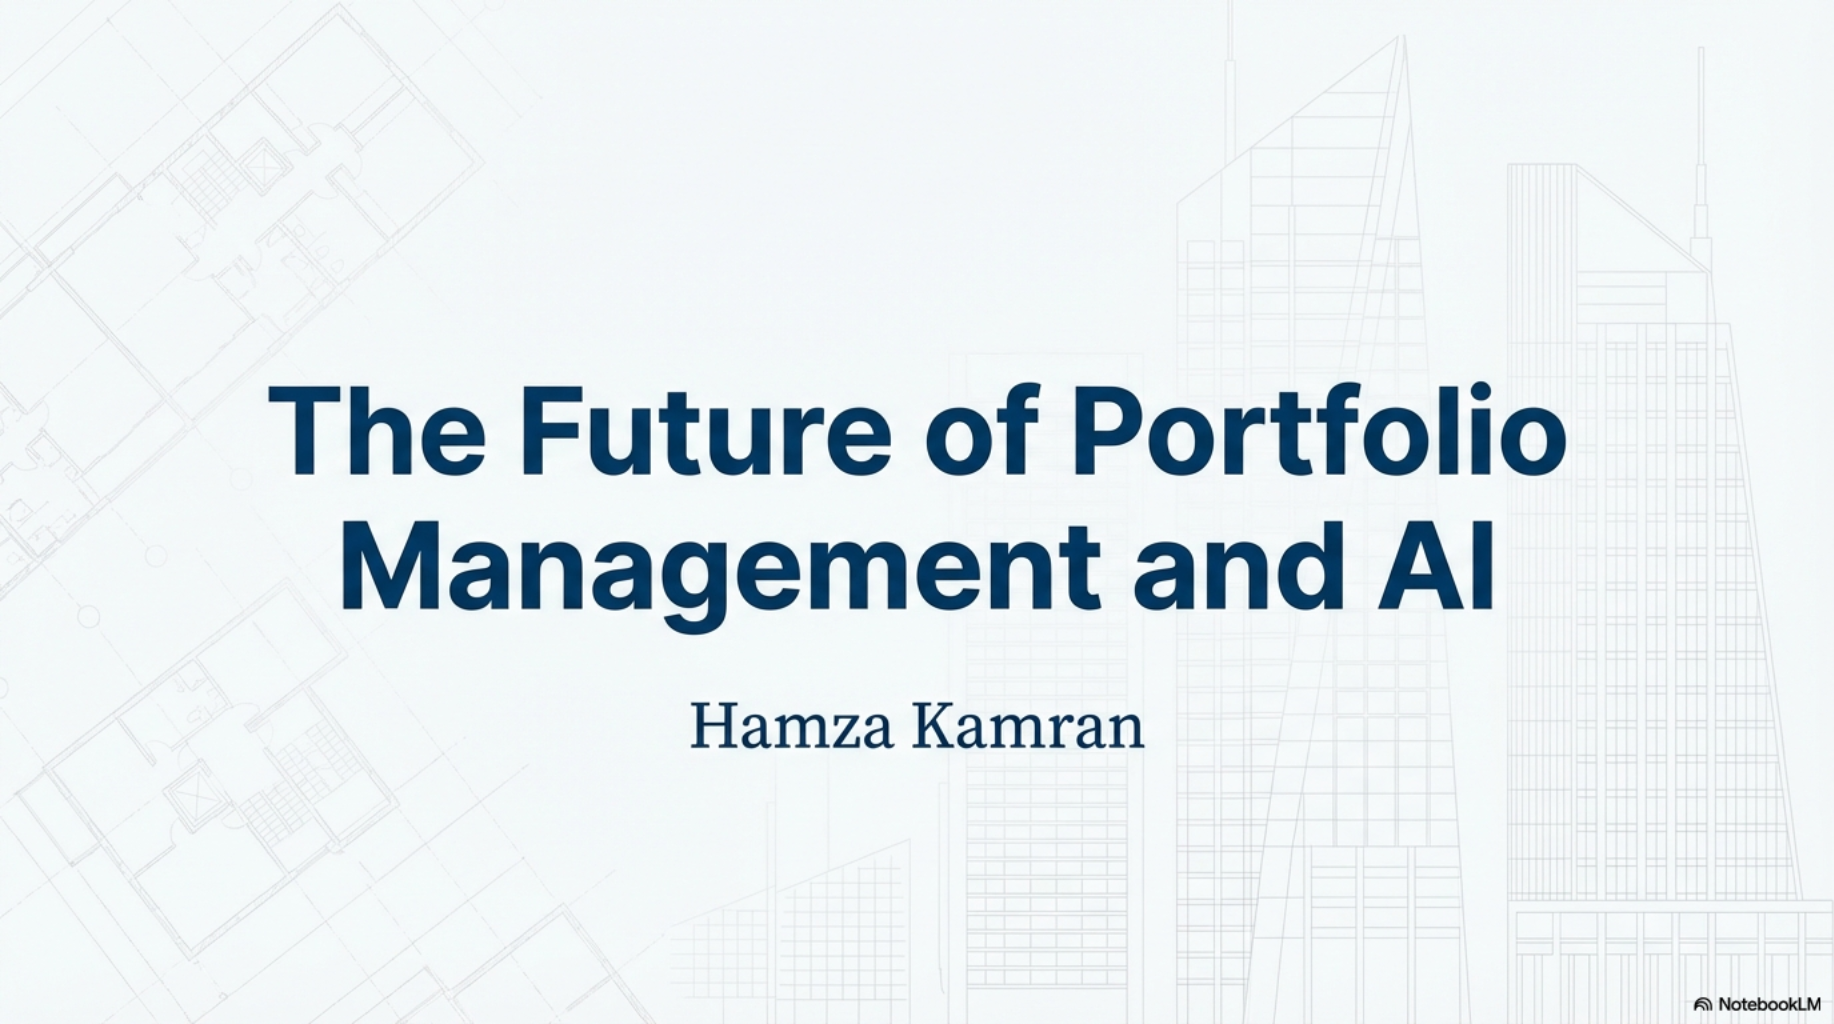 The Future of Portfolio
Management and AI
Hamza Kamran
NotebookLM